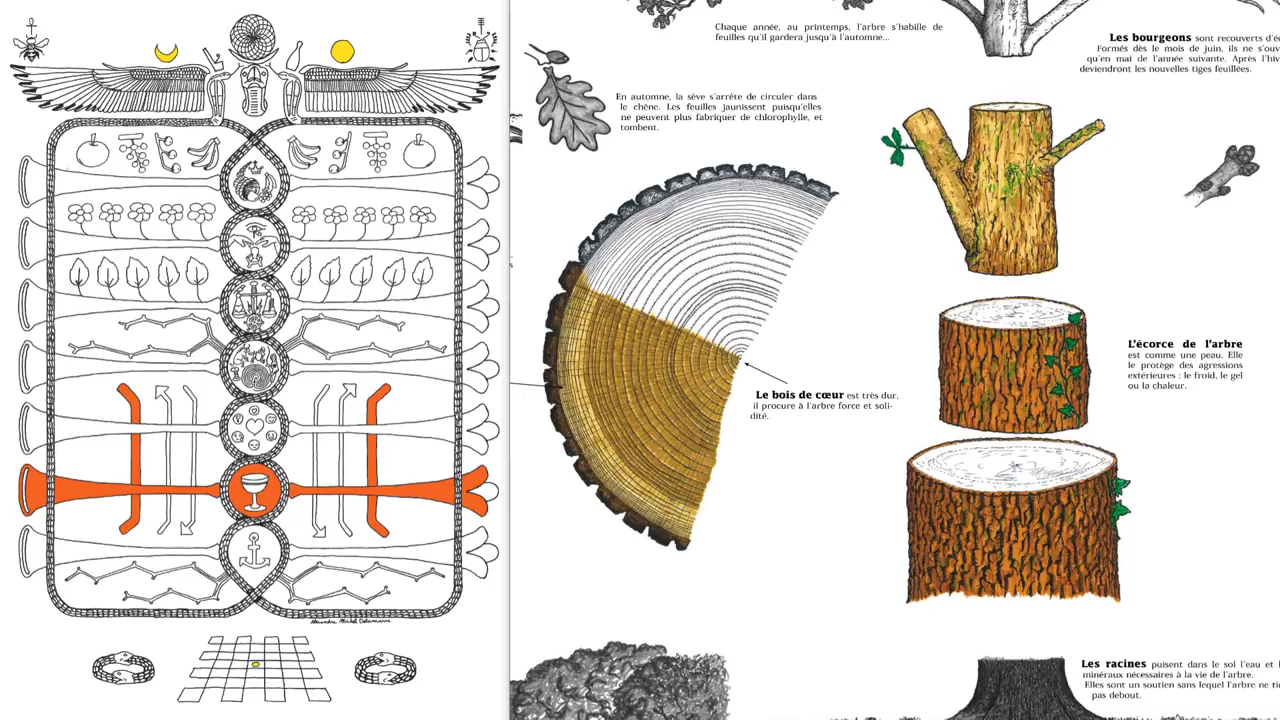 Chaque année, au printemps, l'arbre s'habille de
feuilles qu'il gardera jusqu'à l'automne...
Les bourgeons sont recouverts d'éc
Formés dès le mois de juin, ils ne s'ouv
qu'en mai de l'année suivante. Après l'hiv
deviendront les nouvelles tiges feuillées.
En automne, la sève s'arrête de circuler dans
le chêne. Les feuilles jaunissent puisqu'elles
ne peuvent plus fabriquer de chlorophylle, et
tombent.
L'écorce de l'arbre
est comme une peau. Elle
le protège des agressions
extérieures : le froid, le gel
ou la chaleur.
Le bois de cœur est très dur,
il procure à l'arbre force et soli-
dité.
Alexandre Michel Delamarre
Les racines puisent dans le sol l'eau et l
minéraux nécessaires à la vie de l'arbre.
Elles sont un soutien sans lequel l'arbre ne tie
pas debout.